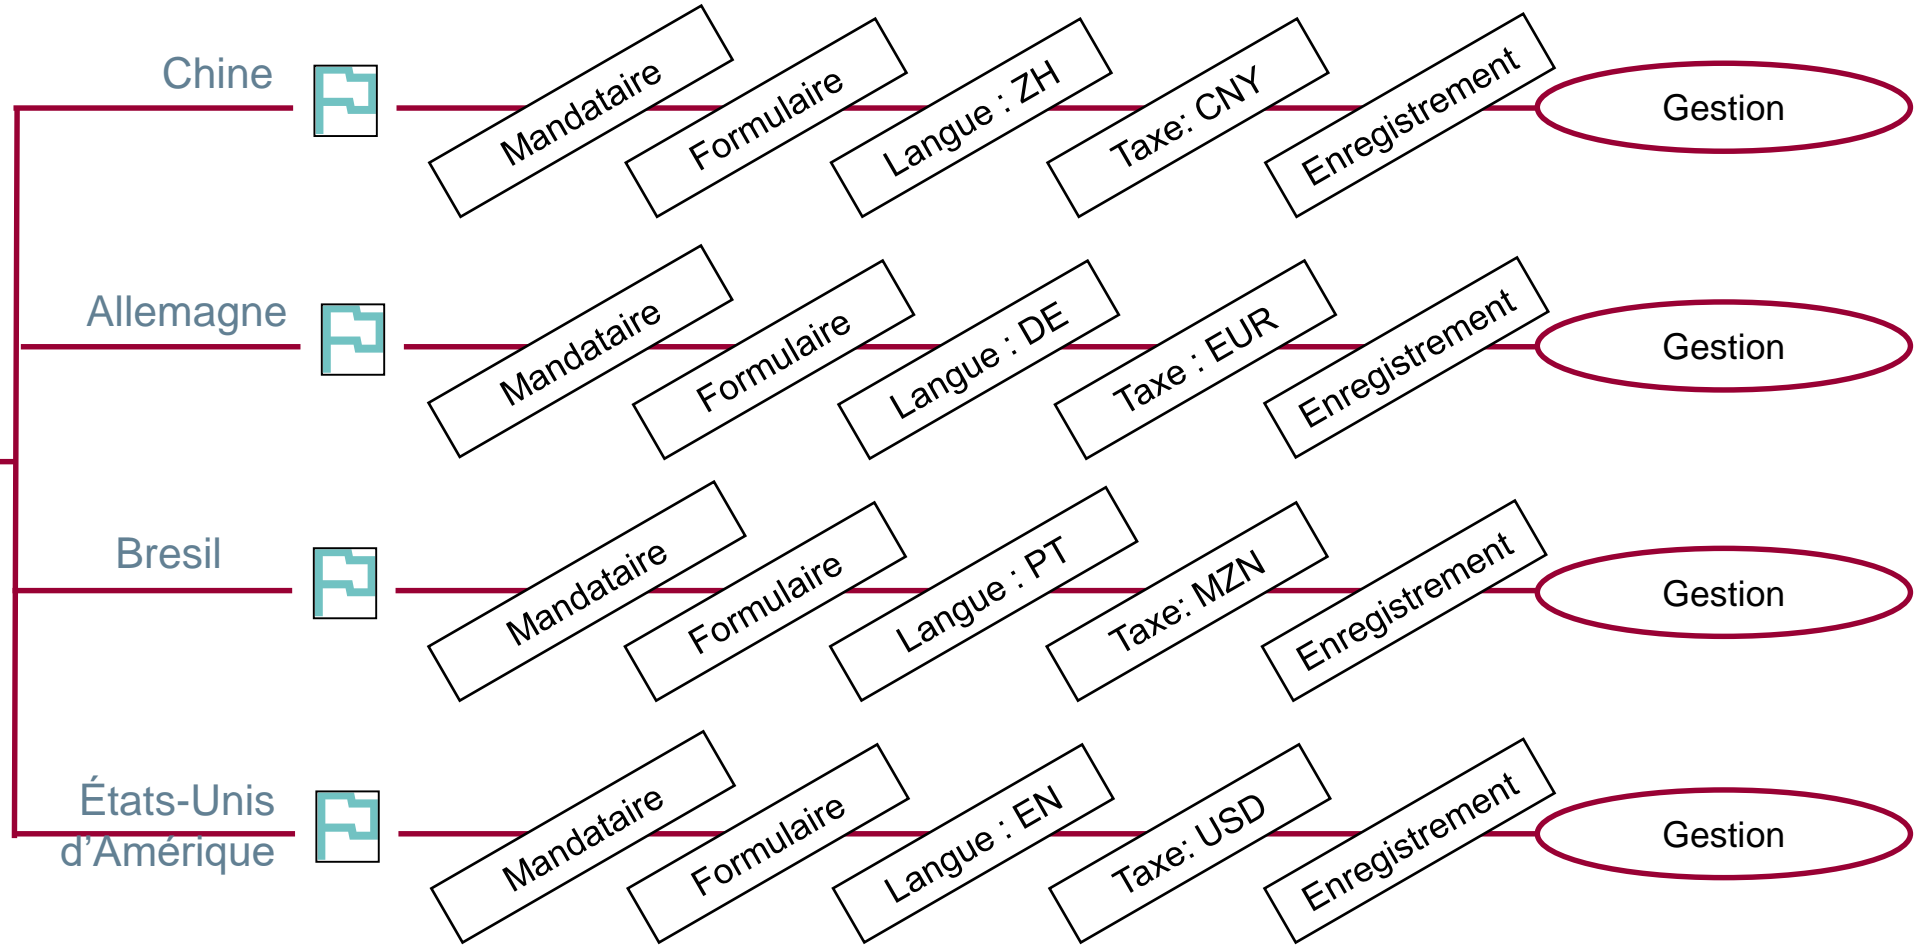 Chine
Mandataire
Formulaire
Langue : ZH
Taxe: CNY
Enregistrement
Gestion
Allemagne
Mandataire
Formulaire
Langue : DE
Taxe : EUR
Enregistrement
Gestion
Bresil
Mandataire
Formulaire
Langue : PT
Taxe: MZN
Enregistrement
Gestion
États-Unis
d’Amérique
Mandataire
Formulaire
Langue : EN
Taxe: USD
Enregistrement
Gestion